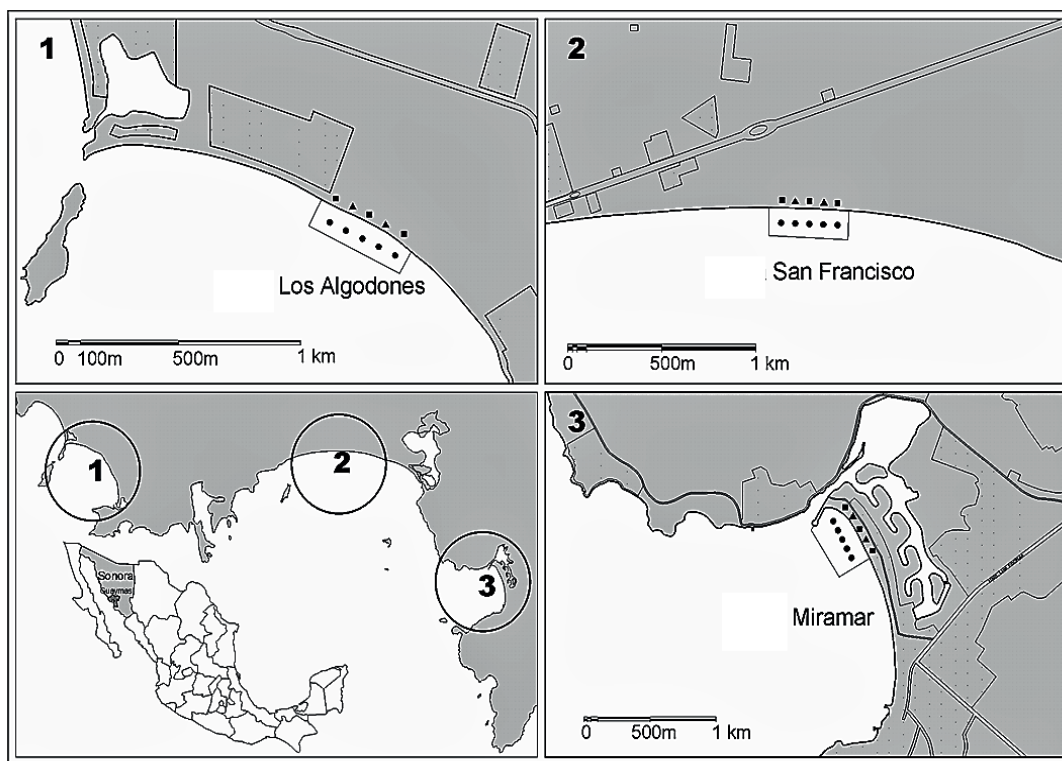 1
Los Algodones
0 100m 500m 1 km
2
San Francisco
0 500m 1 km
1
2
3
Sonora
Guaymas
3
Miramar
0 500m 1 km